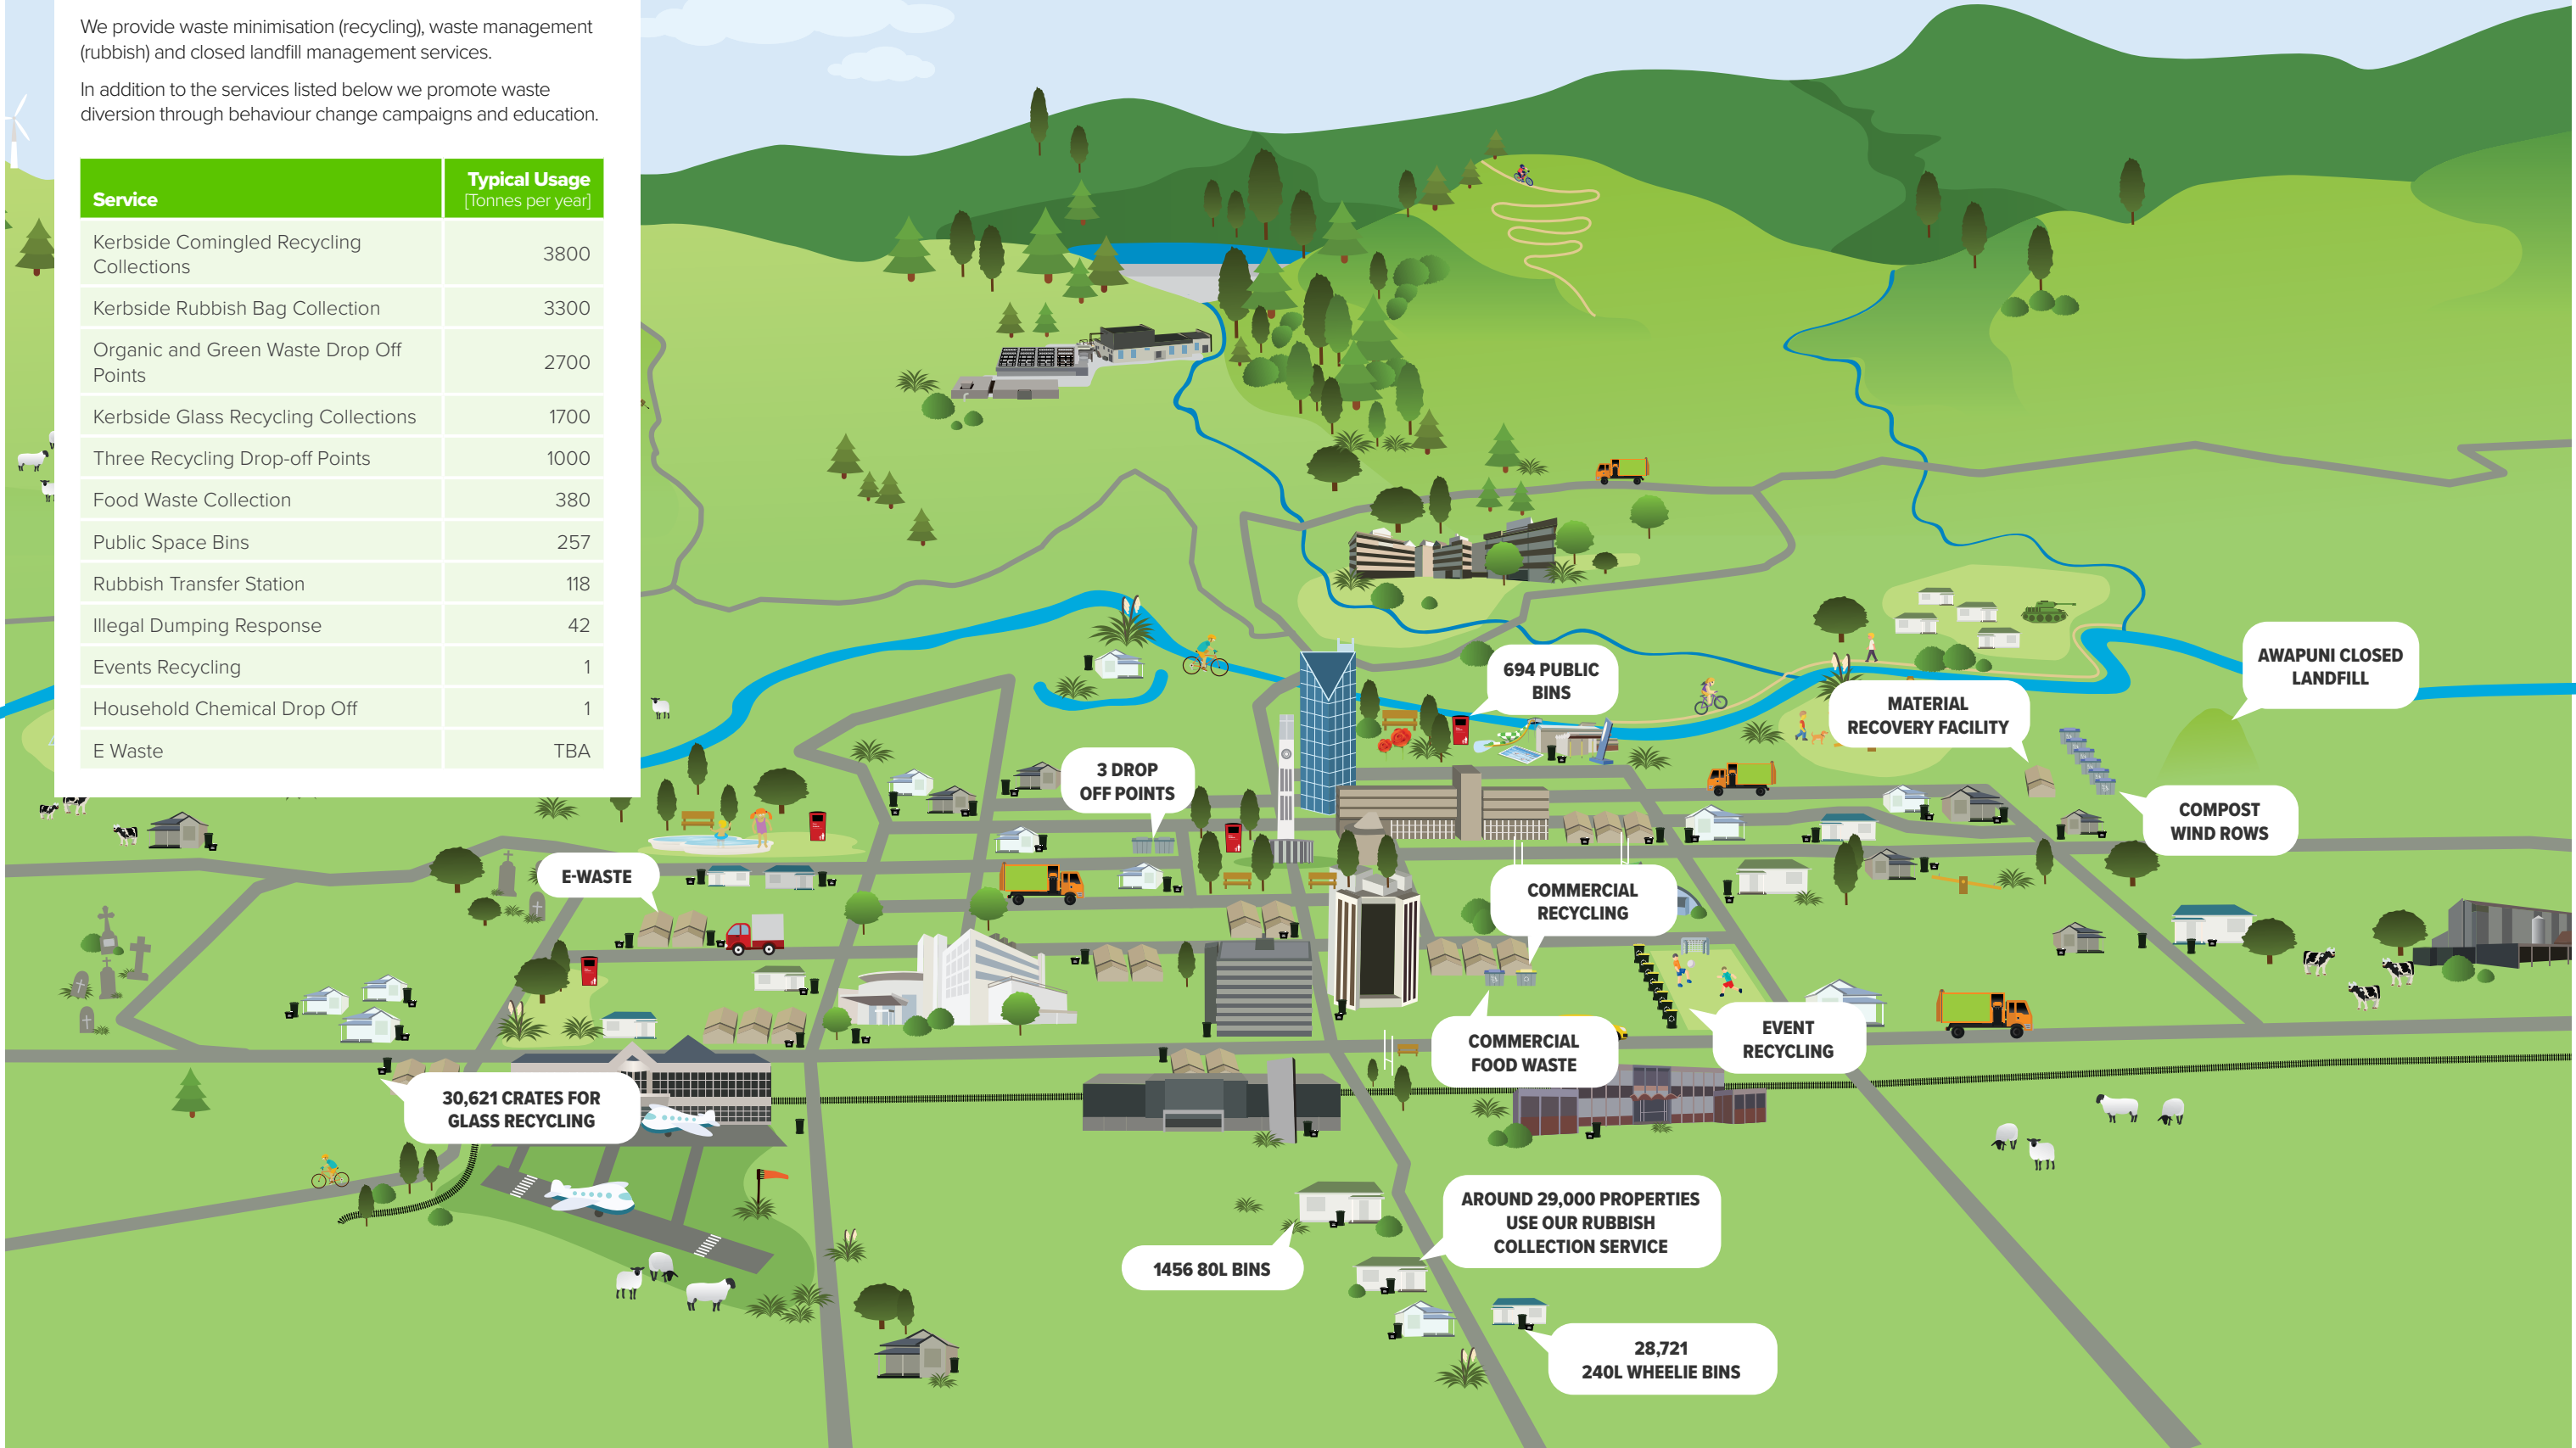 We provide waste minimisation (recycling), waste management
(rubbish) and closed landfill management services.
In addition to the services listed below we promote waste
diversion through behaviour change campaigns and education.
Service
Typical Usage
[Tonnes per year]
Kerbside Comingled Recycling
Collections
3800
Kerbside Rubbish Bag Collection
3300
Organic and Green Waste Drop Off
Points
2700
Kerbside Glass Recycling Collections
1700
Three Recycling Drop-off Points
1000
Food Waste Collection
380
Public Space Bins
257
Rubbish Transfer Station
118
Illegal Dumping Response
42
Events Recycling
1
Household Chemical Drop Off
1
E Waste
TBA
694 PUBLIC
BINS
AWAPUNI CLOSED
LANDFILL
MATERIAL
RECOVERY FACILITY
3 DROP
OFF POINTS
COMPOST
WIND ROWS
E-WASTE
COMMERCIAL
RECYCLING
EVENT
RECYCLING
COMMERCIAL
FOOD WASTE
30,621 CRATES FOR
GLASS RECYCLING
AROUND 29,000 PROPERTIES
USE OUR RUBBISH
COLLECTION SERVICE
1456 80L BINS
28,721
240L WHEELIE BINS